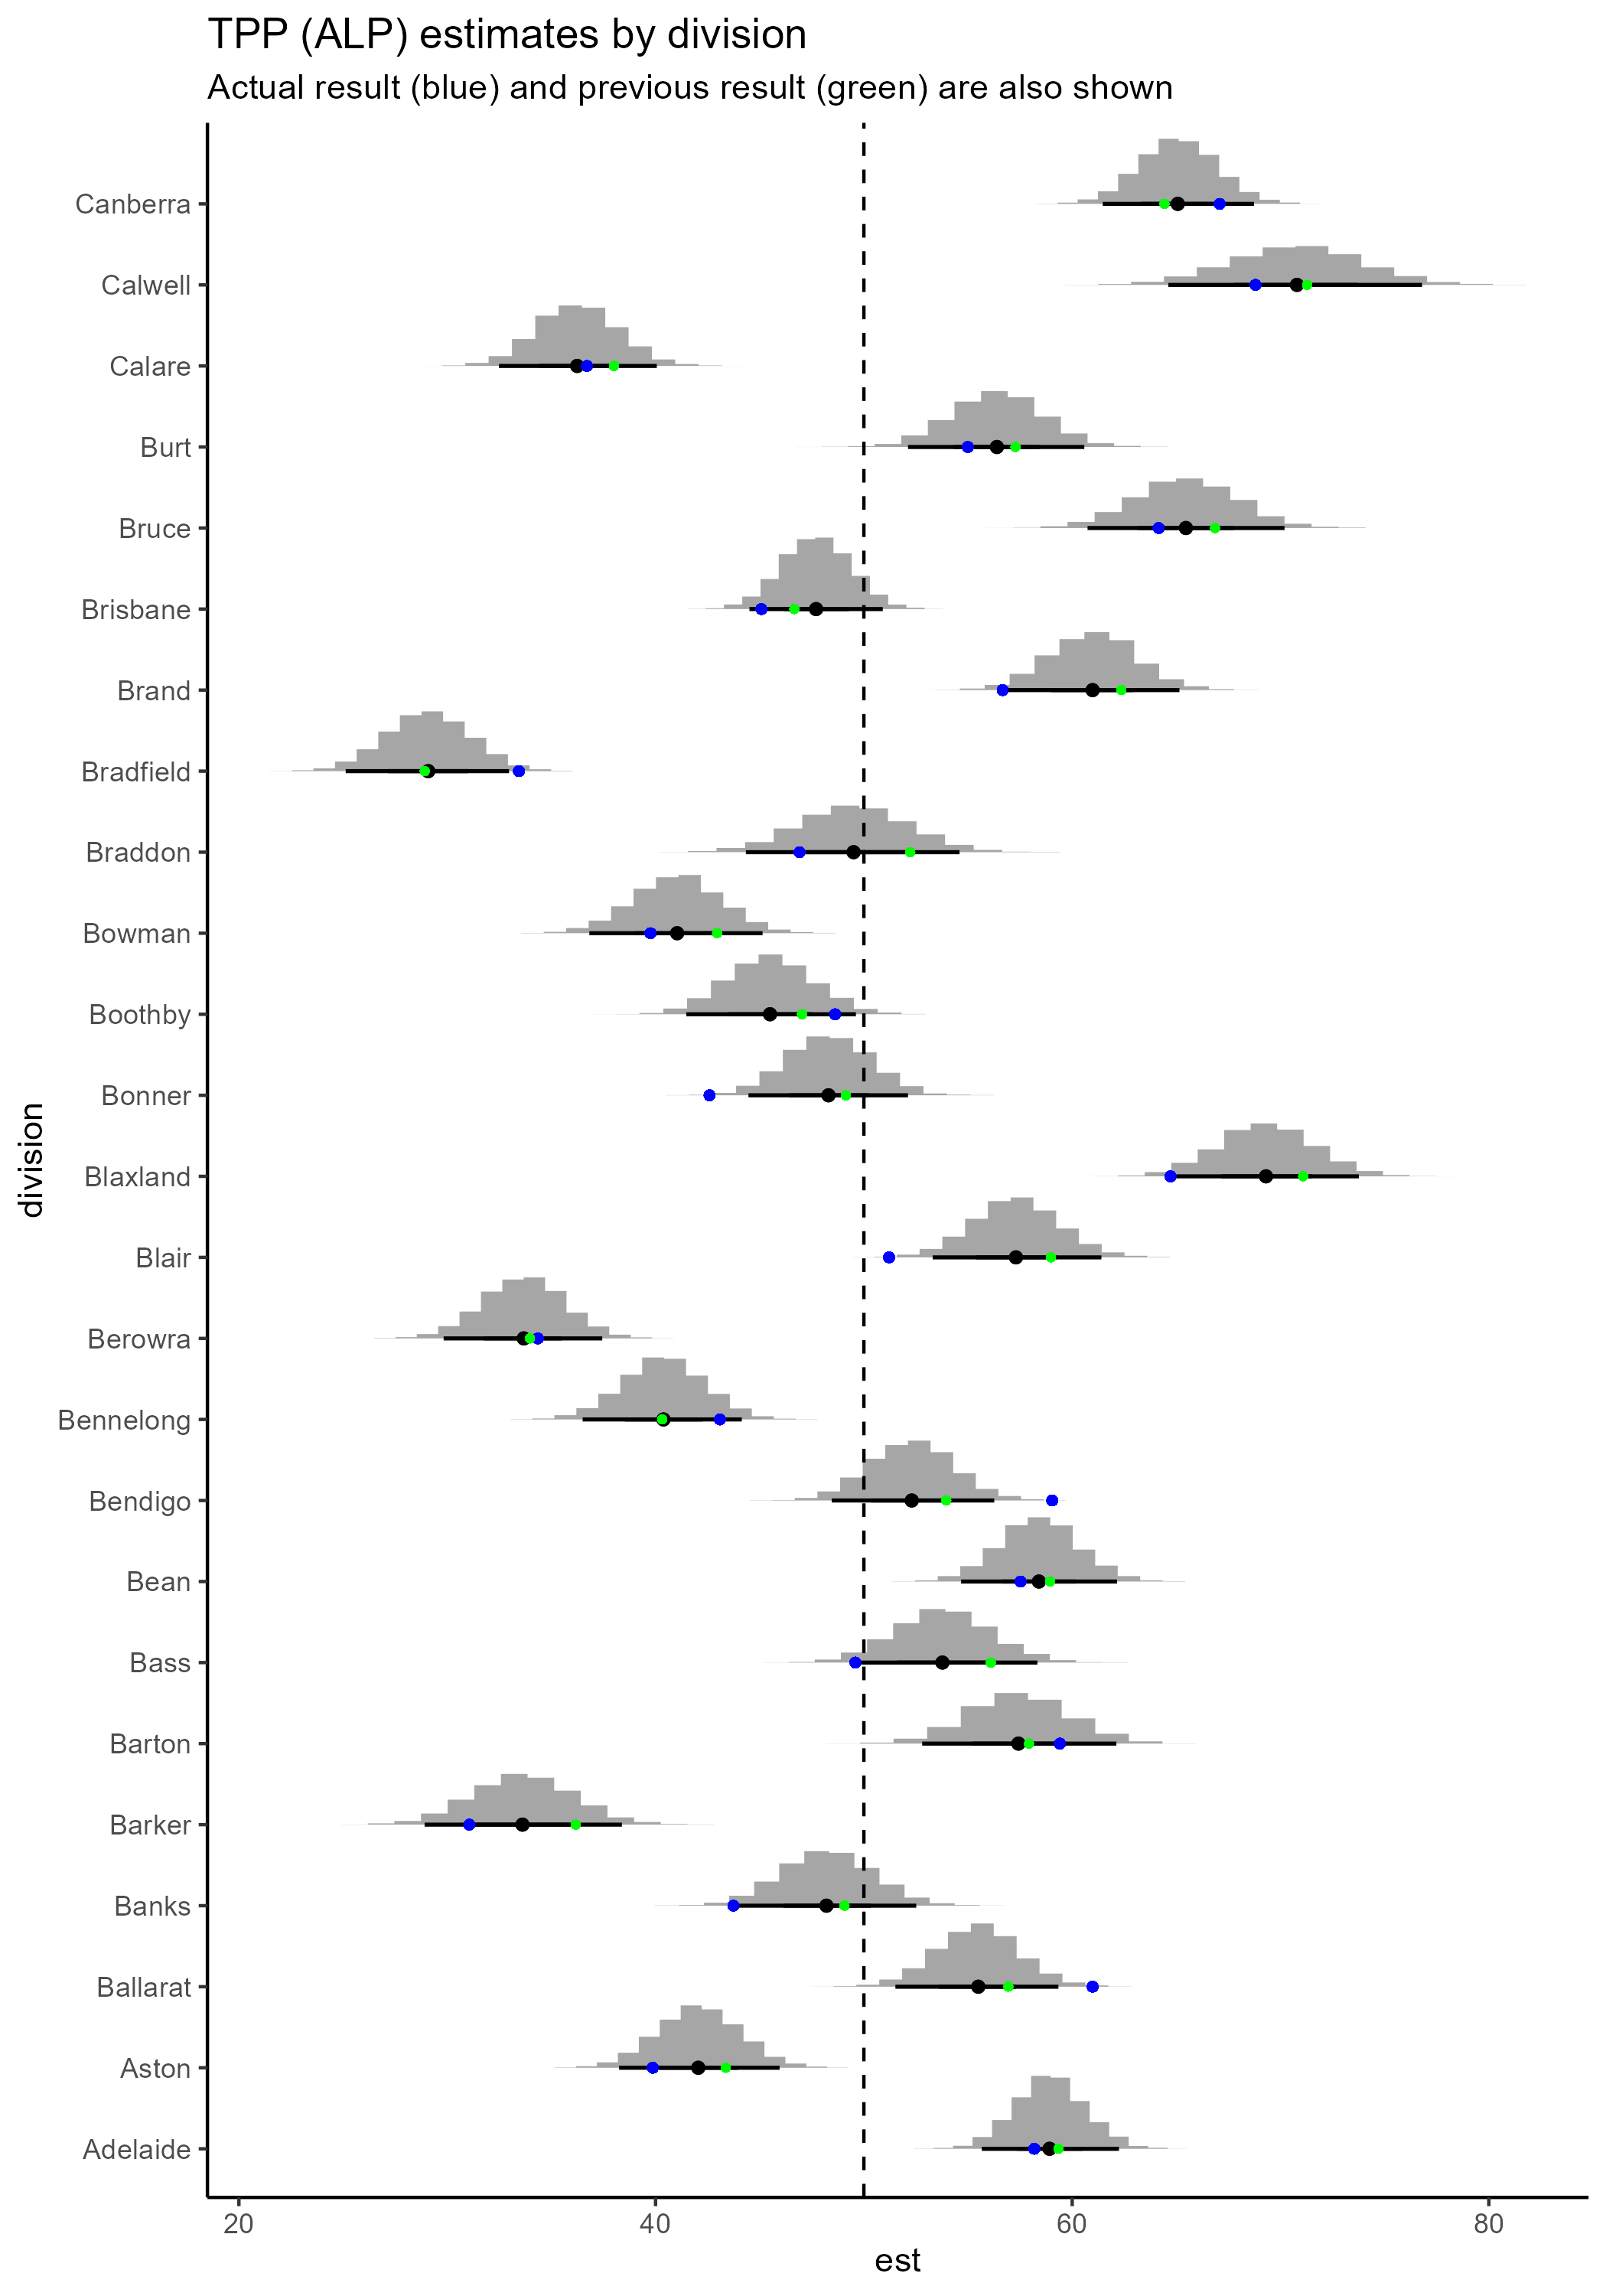 TPP (ALP) estimates by division
Actual result (blue) and previous result (green) are also shown
Canberra
Calwell
Calare
Burt
Bruce
Brisbane
Brand
Bradfield
Braddon
Bowman
Boothby
Bonner
Blaxland
Blair
Berowra
Bennelong
Bendigo
Bean
Bass
Barton
Barker
Banks
Ballarat
Aston
Adelaide
division
20 40 60 80
est